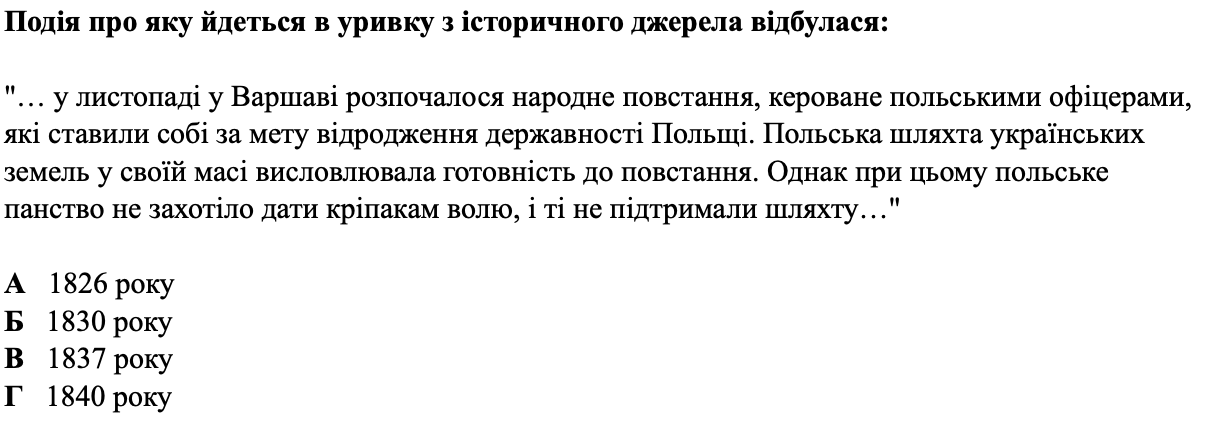 Подія про яку йдеться в уривку з історичного джерела відбулася:
"… у листопаді у Варшаві розпочалося народне повстання, кероване польськими офіцерами,
які ставили собі за мету відродження державності Польщі. Польська шляхта українських
земель у своїй масі висловлювала готовність до повстання. Однак при цьому польське
панство не захотіло дати кріпакам волю, і ті не підтримали шляхту…"
А 1826 року
Б 1830 року
В 1837 року
Г 1840 року